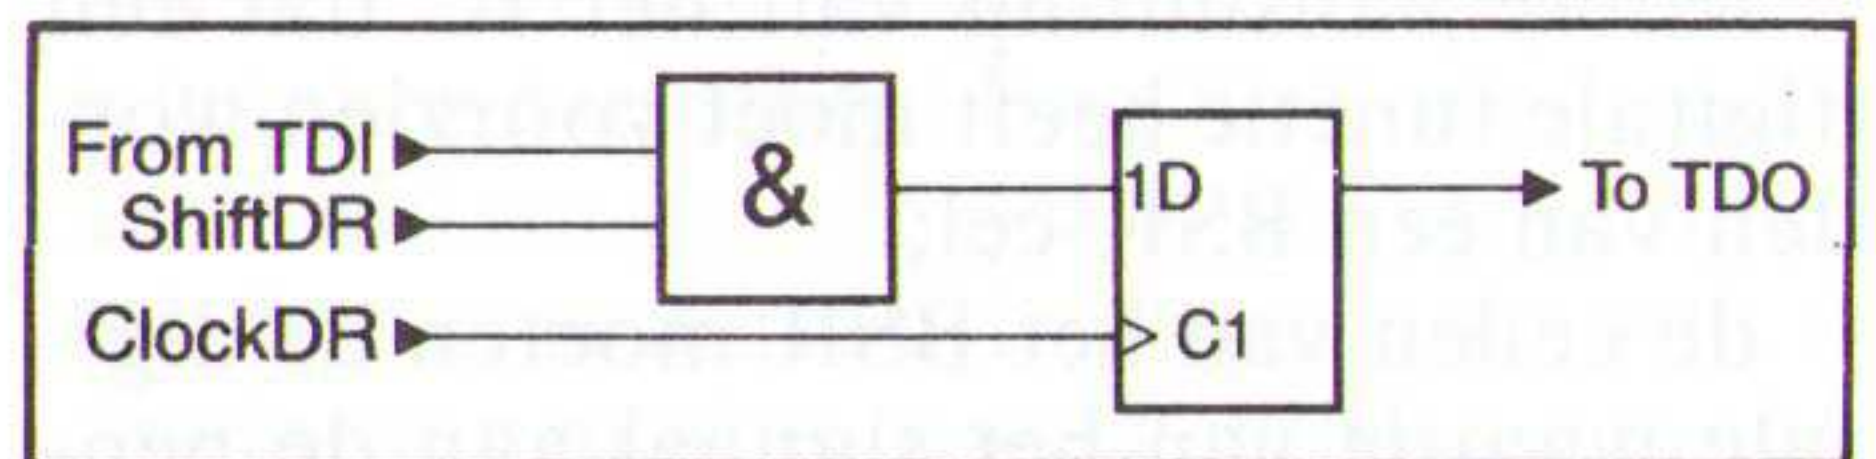 From TDI
&
1D
To TDO
ShiftDR
ClockDR
C1